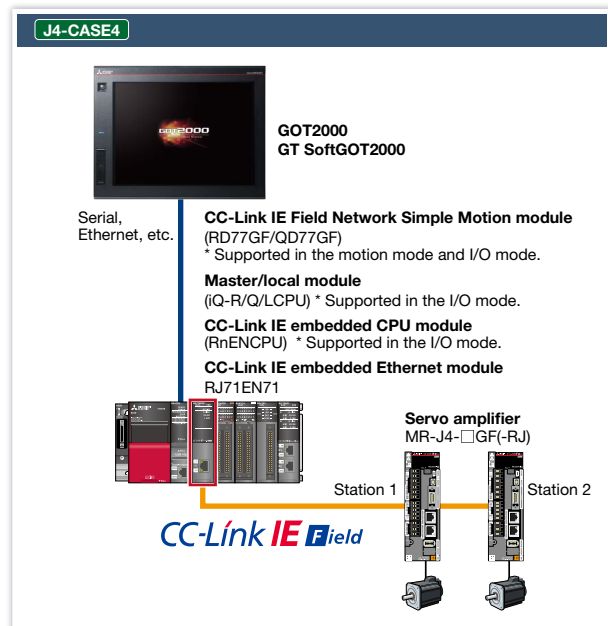 J4-CASE4
GOT2000
GOT2000
GT SoftGOT2000
Serial,
Ethernet, etc.
CC-Link IE Field Network Simple Motion module
(RD77GF/QD77GF)
* Supported in the motion mode and I/O mode.
Master/local module
(iQ-R/Q/LCPU) * Supported in the I/O mode.
CC-Link IE embedded CPU module
(RnENCPU) * Supported in the I/O mode.
CC-Link IE embedded Ethernet module
RJ71EN71
Servo amplifier
MR-J4-□GF(-RJ)
Station 1
Station 2
CC-Link IE Field